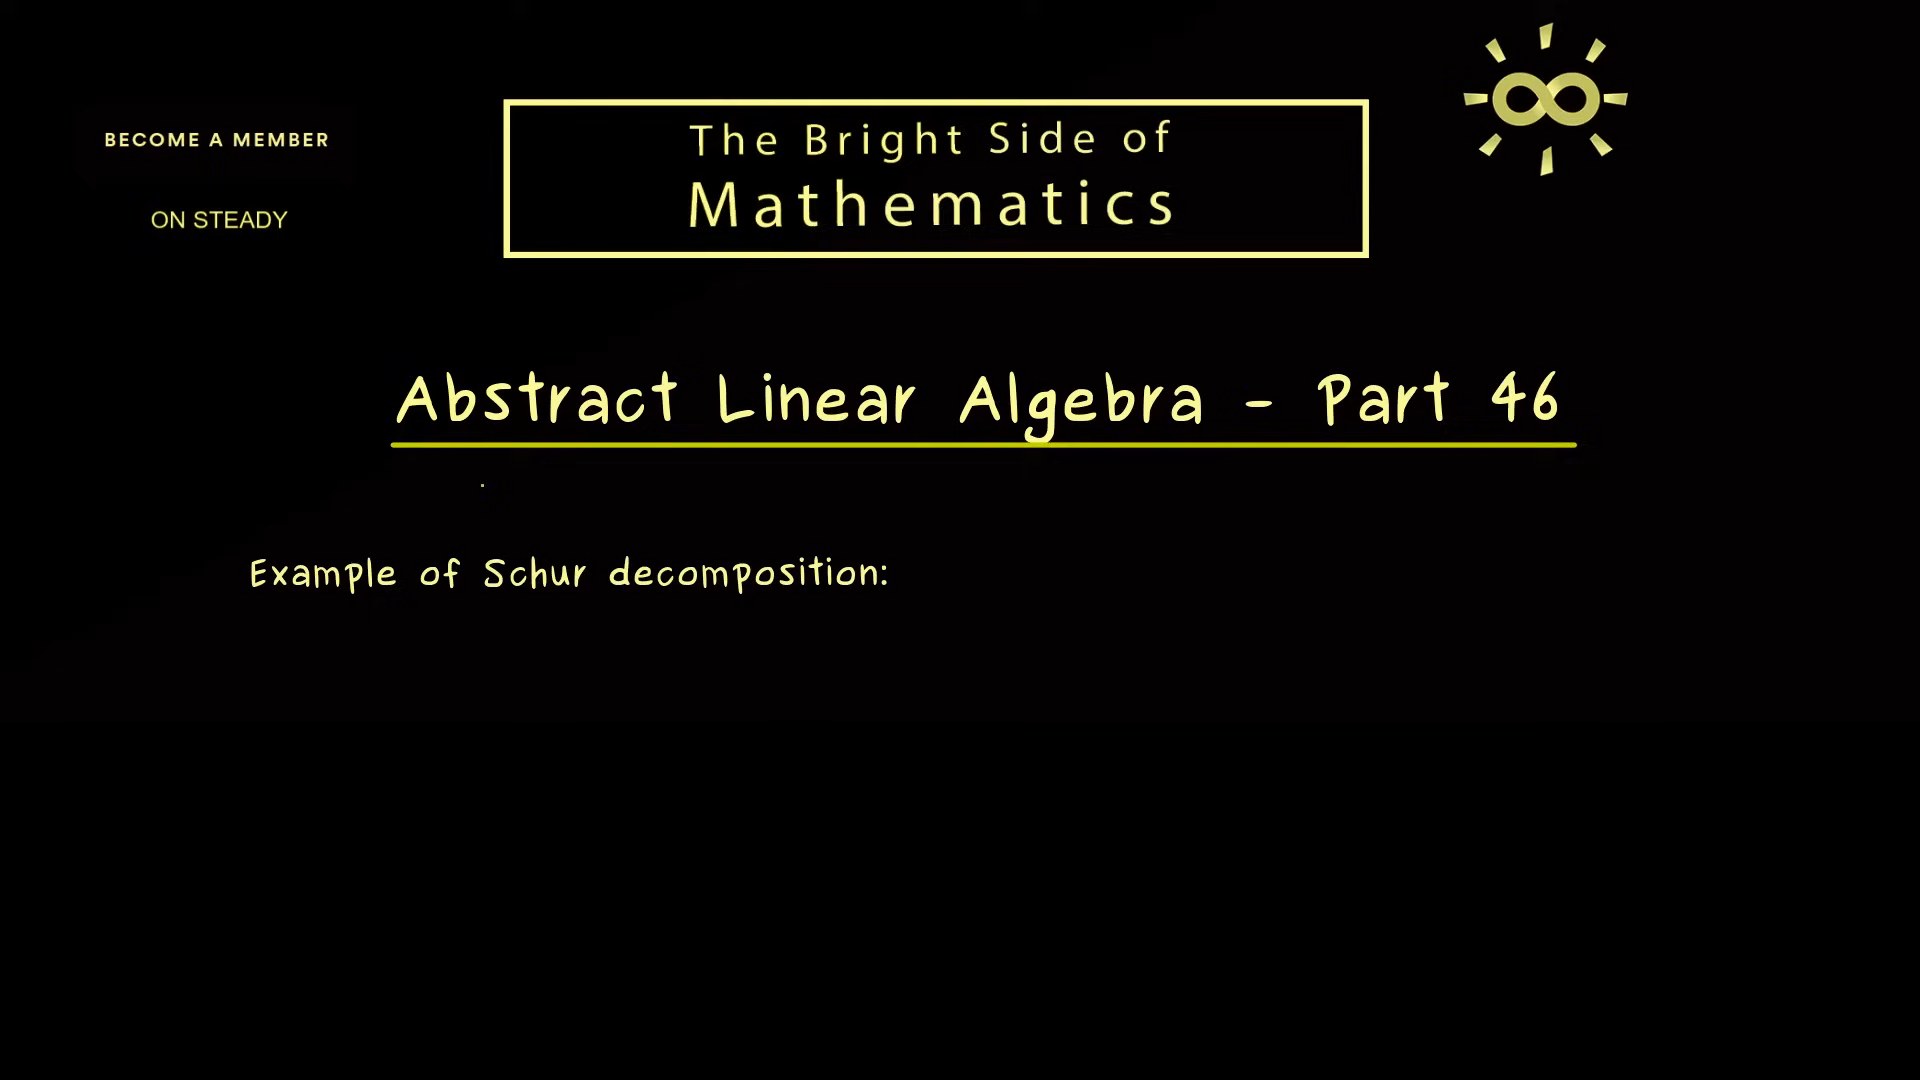 BECOME A MEMBER
ON STEADY
The Bright Side of
Mathematics
Abstract Linear Algebra - Part 46
Example of Schur decomposition: